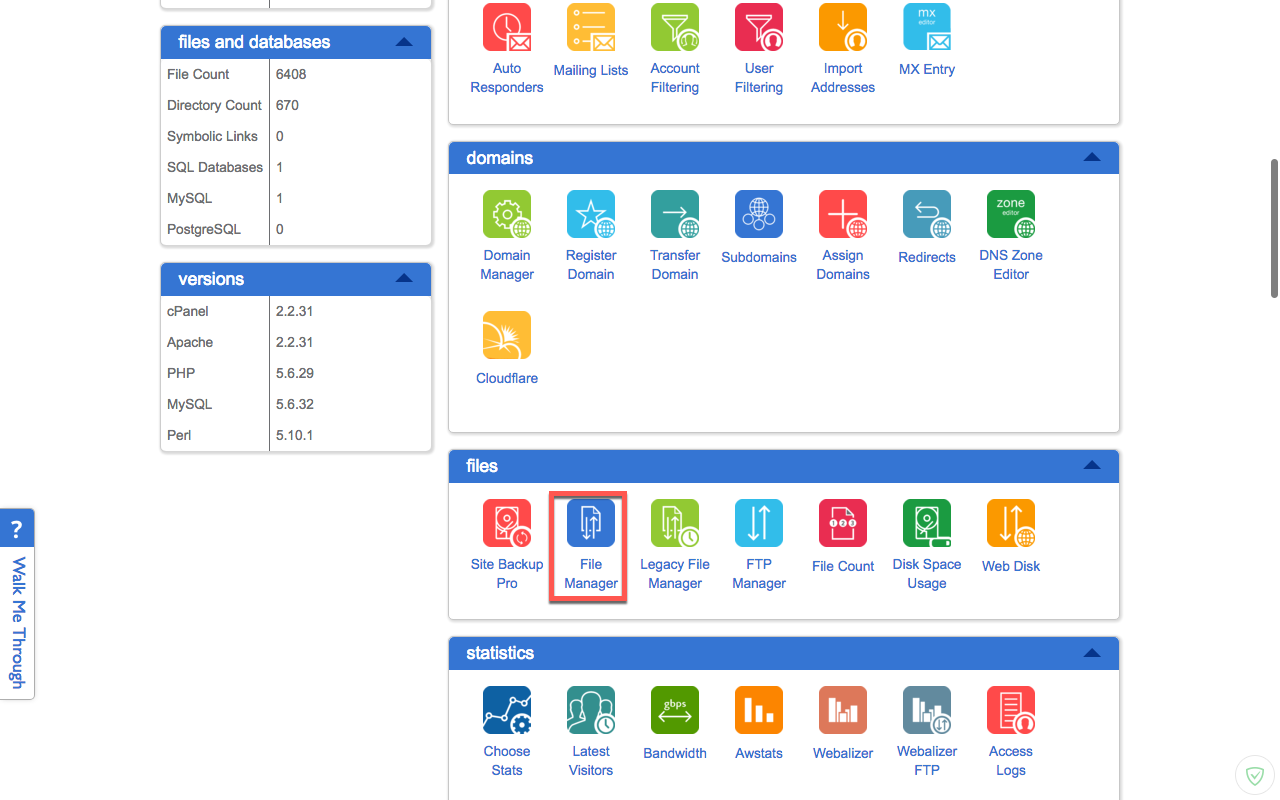 files and databases
File Count 6408
Directory Count 670
Symbolic Links 0
SQL Databases 1
MySQL 1
PostgreSQL 0
versions
cPanel 2.2.31
Apache 2.2.31
PHP 5.6.29
MySQL 5.6.32
Perl 5.10.1
?
Walk Me Through
mx
editor
Auto
Responders
Mailing Lists
Account
Filtering
User
Filtering
Import
Addresses
MX Entry
domains
zone
editor
Domain
Manager
Register
Domain
Transfer
Domain
Subdomains
Assign
Domains
Redirects
DNS Zone
Editor
Cloudflare
files
1 2 3
Site Backup
Pro
File
Manager
Legacy File
Manager
FTP
Manager
File Count
Disk Space
Usage
Web Disk
statistics
gbps
Choose
Stats
Latest
Visitors
Bandwidth
Awstats
Webalizer
Webalizer
FTP
Access
Logs